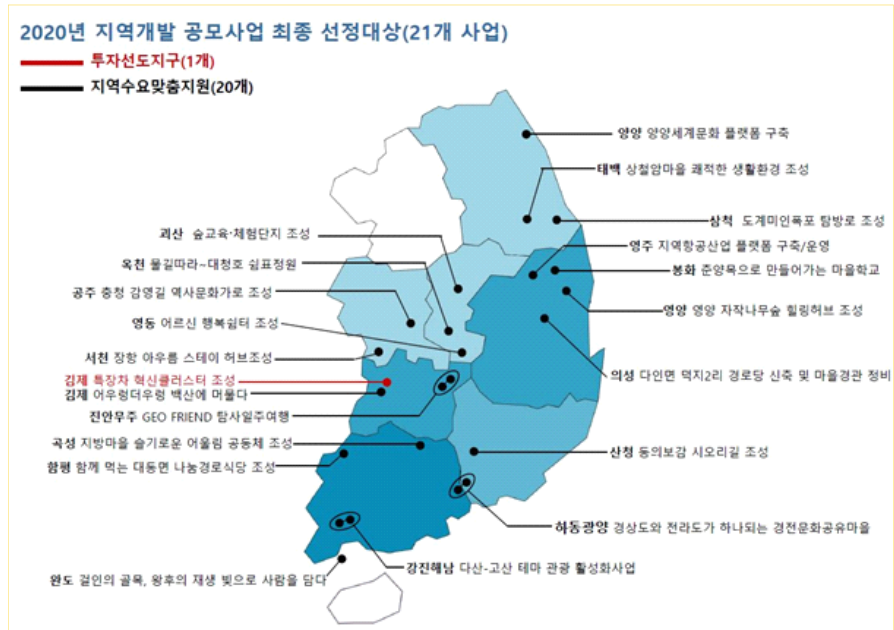 2020년 지역개발 공모사업 최종 선정대상(21개 사업)
투자선도지구(1개)
지역수요맞춤지원(20개)
양양 양양세계문화 플랫폼 구축
태백 상철암마을 쾌적한 생활환경 조성
삼척 도계미인폭포 탐방로 조성
괴산 숲교육·체험단지 조성
영주 지역항공산업 플랫폼 구축/운영
옥천 물길따라~대청호 쉼표정원
봉화 준양목으로 만들어가는 마을학교
공주 충청 감영길 역사문화가로 조성
영양 영양 자작나무숲 힐링허브 조성
영동 어르신 행복쉼터 조성
서천 장항 아우름 스테이 허브조성
의성 다인면 덕지2리 경로당 신축 및 마을경관 정비
김제 특장차 혁신클러스터 조성
김제 어우렁더우렁 백산에 머물다
진안무주 GEO FRIEND 탐사일주여행
곡성 지방마을 슬기로운 어울림 공동체 조성
산청 동의보감 시오리길 조성
함평 함께 먹는 대동면 나눔경로식당 조성
하동광양 경상도와 전라도가 하나되는 경전문화공유마을
강진해남 다산-고산 테마 관광 활성화사업
완도 걸인의 골목, 왕후의 재생 빛으로 사람을 담다